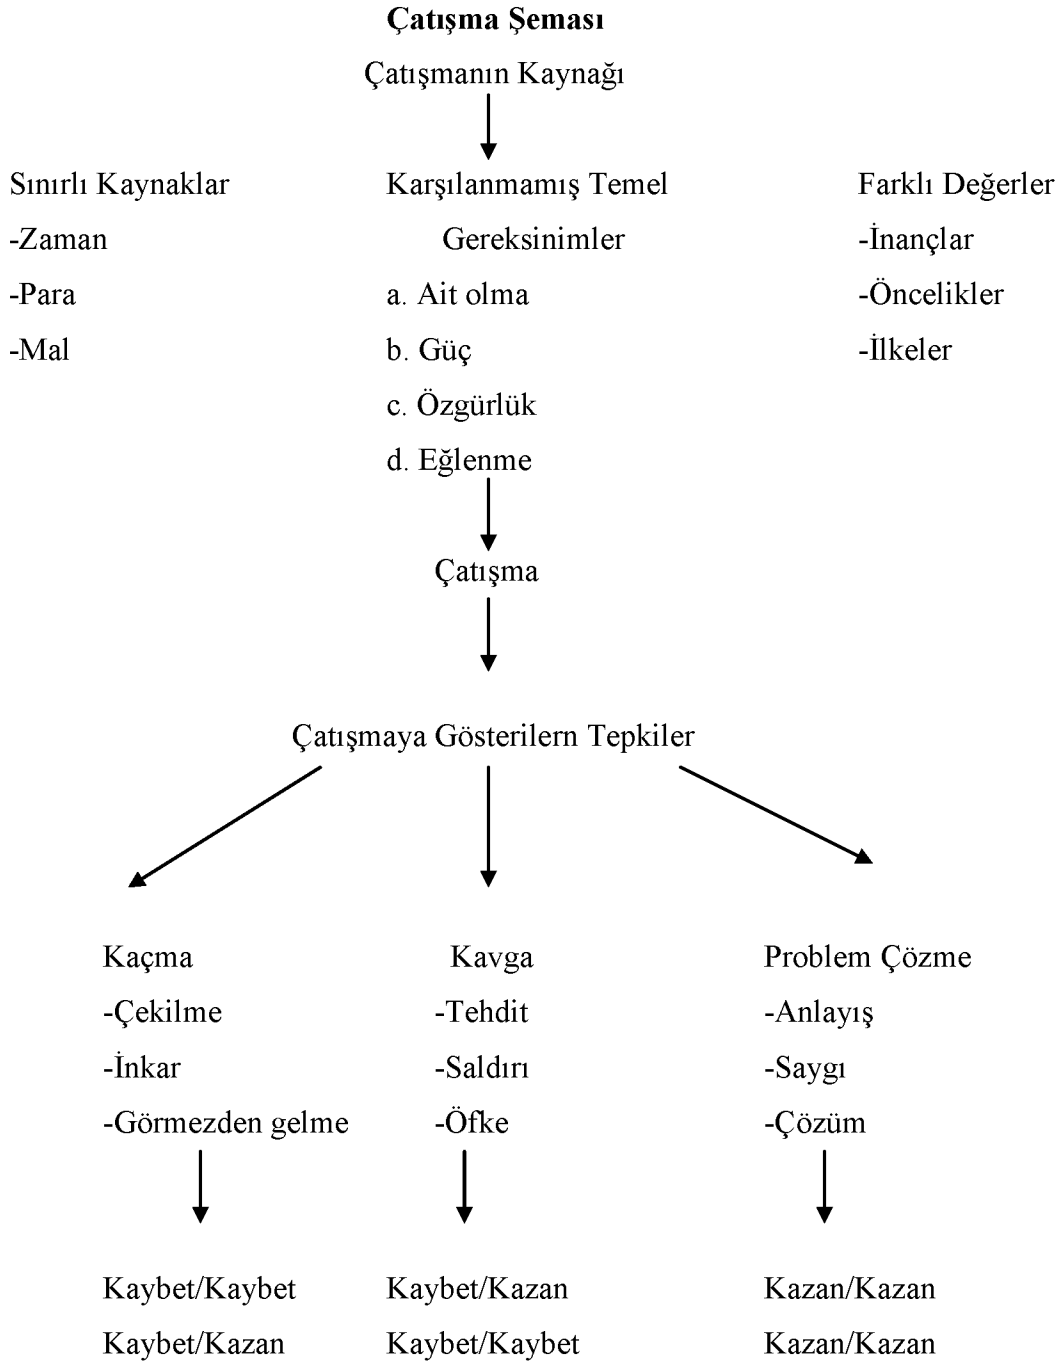 Çatışma Şeması
Çatışmanın Kaynağı
Sınırlı Kaynaklar
-Zaman
-Para
-Mal
Karşılanmamış Temel
Gereksinimler
a. Ait olma
b. Güç
c. Özgürlük
d. Eğlenme
Farklı Değerler
-İnançlar
-Öncelikler
-İlkeler
Çatışma
Çatışmaya Gösterilern Tepkiler
Kaçma
-Çekilme
-İnkar
-Görmezden gelme
Kaybet/Kaybet
Kaybet/Kazan
Kavga
-Tehdit
-Saldırı
-Öfke
Kaybet/Kazan
Kaybet/Kaybet
Problem Çözme
-Anlayış
-Saygı
-Çözüm
Kazan/Kazan
Kazan/Kazan